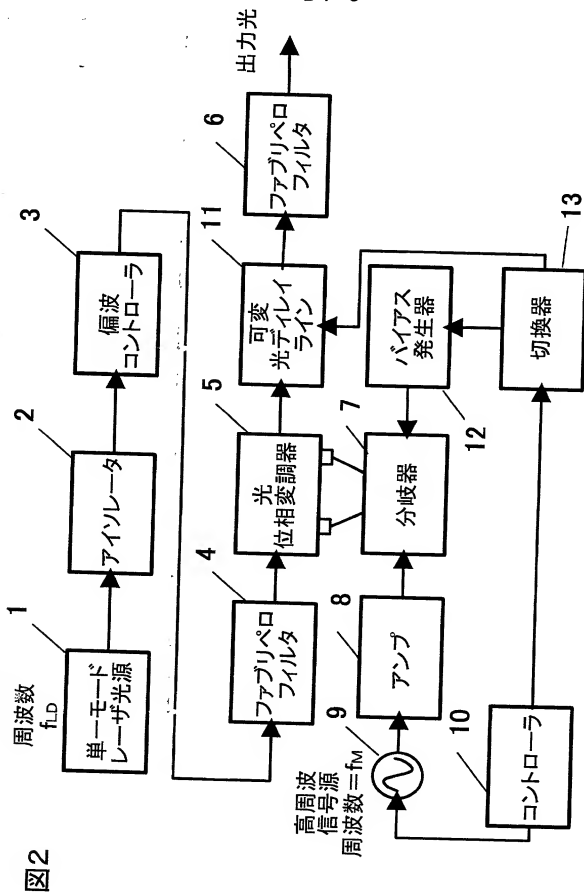 図2
周波数
fLD
1
単一モード
レーザ光源
2
アイソレータ
3
偏波
コントローラ
4
ファブリペロ
フィルタ
5
光
位相変調器
11
可変
光ディレイ
ライン
6
ファブリペロ
フィルタ
出力光
高周波
信号源
周波数=fM
9
8
アンプ
7
分岐器
バイアス
発生器
12
10
コントローラ
切換器
13